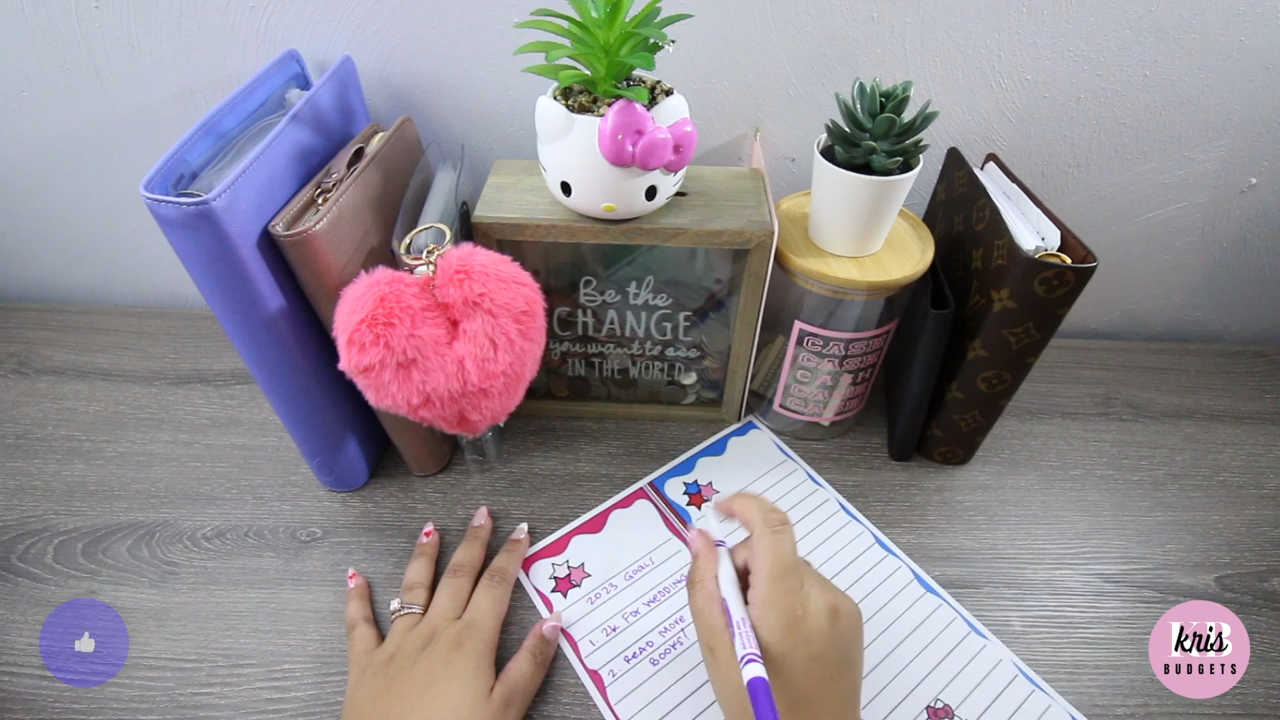 Be the
CHANGE
you want to see
IN THE WORLD
CASH
CASH
CASH
CASH
CASH
2023 GOALS
1. 2k FOR WEDDING
2. READ MORE
BOOKS!
KB
kris
BUDGETS